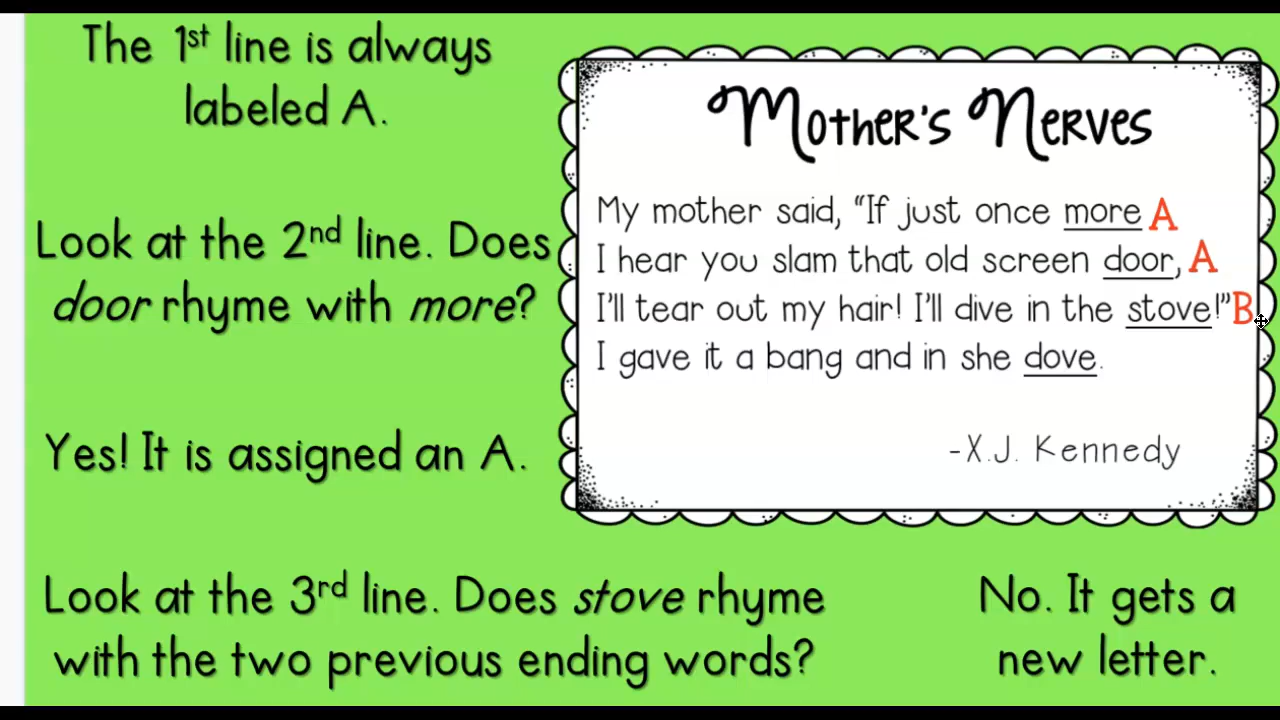 The 1st line is always
labeled A.
Look at the 2nd line. Does
door rhyme with more?
Yes! It is assigned an A.
Look at the 3rd line. Does stove rhyme
with the two previous ending words?
No. It gets a
new letter.
Mother's Nerves
My mother said, "If just once more A
I hear you slam that old screen door, A
I'll tear out my hair! I'll dive in the stove!" B
I gave it a bang and in she dove.
-X.J. Kennedy